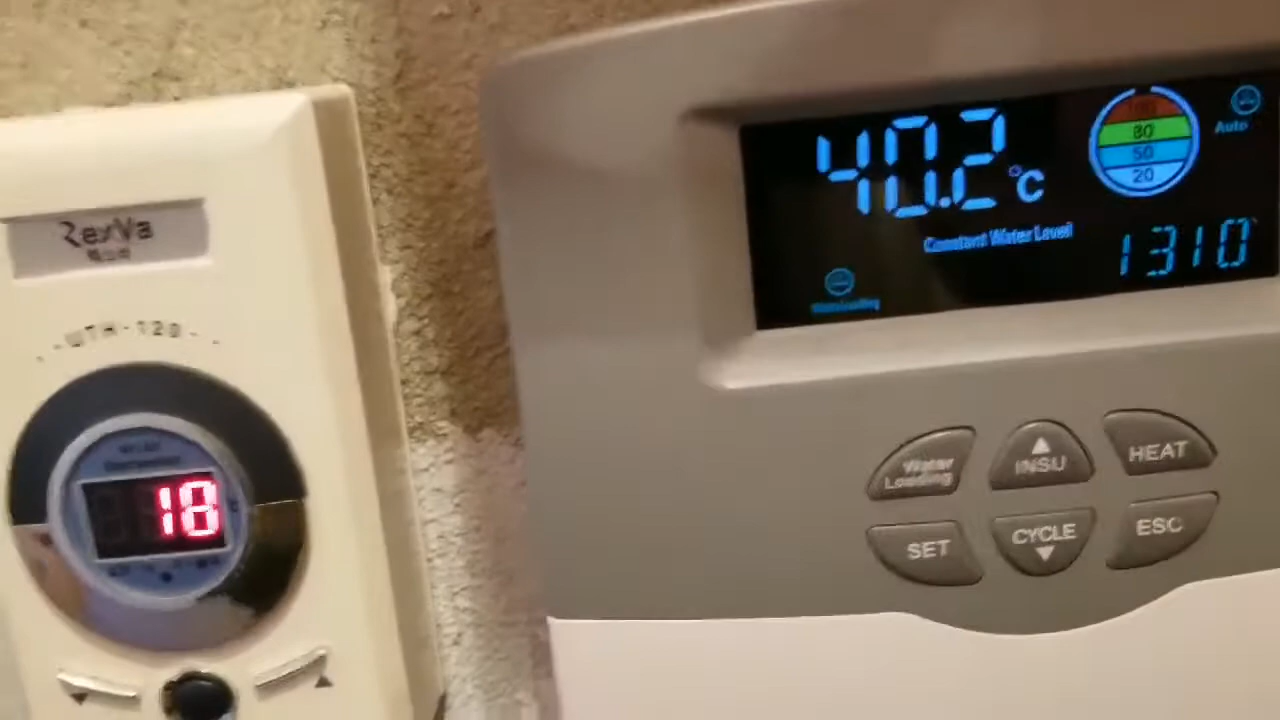 RexVa
WTH-120
18
40.2 °C
80
50
20
Auto
Constant Water Level
1310
Water Loading
INSU
HEAT
SET
CYCLE
ESC